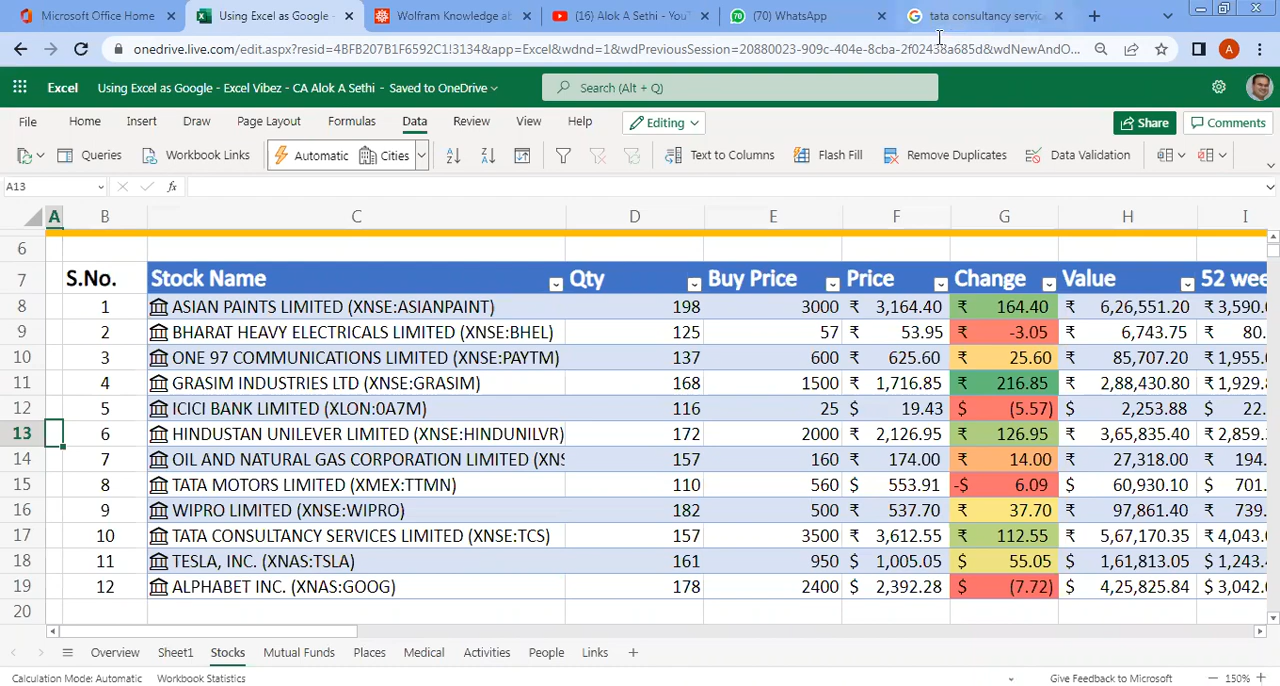 Microsoft Office Home
Using Excel as Google -
Wolfram Knowledge ab
(16) Alok A Sethi - YouT
(70) WhatsApp
tata consultancy servic
onedrive.live.com/edit.aspx?resid=4BFB207B1F6592C1!3134&app=Excel&wdnd=1&wdPreviousSession=20880023-909c-404e-8cba-2f02438a685d&wdNewAndO...
A
Excel Using Excel as Google - Excel Vibez - CA Alok A Sethi - Saved to OneDrive
Search (Alt + Q)
File Home Insert Draw Page Layout Formulas Data Review View Help Editing Share Comments
Queries Workbook Links Automatic Cities Text to Columns Flash Fill Remove Duplicates Data Validation
A13 fx
A B C D E F G H I
6
7 S.No. Stock Name Qty Buy Price Price Change Value 52 wee
8 1 ASIAN PAINTS LIMITED (XNSE:ASIANPAINT) 198 3000 ₹ 3,164.40 ₹ 164.40 ₹ 6,26,551.20 ₹ 3,590.
9 2 BHARAT HEAVY ELECTRICALS LIMITED (XNSE:BHEL) 125 57 ₹ 53.95 ₹ -3.05 ₹ 6,743.75 ₹ 80.
10 3 ONE 97 COMMUNICATIONS LIMITED (XNSE:PAYTM) 137 600 ₹ 625.60 ₹ 25.60 ₹ 85,707.20 ₹ 1,955.
11 4 GRASIM INDUSTRIES LTD (XNSE:GRASIM) 168 1500 ₹ 1,716.85 ₹ 216.85 ₹ 2,88,430.80 ₹ 1,929.
12 5 ICICI BANK LIMITED (XLON:0A7M) 116 25 $ 19.43 $ (5.57) $ 2,253.88 $ 22.
13 6 HINDUSTAN UNILEVER LIMITED (XNSE:HINDUNILVR) 172 2000 ₹ 2,126.95 ₹ 126.95 ₹ 3,65,835.40 ₹ 2,859.
14 7 OIL AND NATURAL GAS CORPORATION LIMITED (XNS 157 160 ₹ 174.00 ₹ 14.00 ₹ 27,318.00 ₹ 194.
15 8 TATA MOTORS LIMITED (XMEX:TTMN) 110 560 $ 553.91 -$ 6.09 $ 60,930.10 $ 701.
16 9 WIPRO LIMITED (XNSE:WIPRO) 182 500 ₹ 537.70 ₹ 37.70 ₹ 97,861.40 ₹ 739.
17 10 TATA CONSULTANCY SERVICES LIMITED (XNSE:TCS) 157 3500 ₹ 3,612.55 ₹ 112.55 ₹ 5,67,170.35 ₹ 4,043.
18 11 TESLA, INC. (XNAS:TSLA) 161 950 $ 1,005.05 $ 55.05 $ 1,61,813.05 $ 1,243.
19 12 ALPHABET INC. (XNAS:GOOG) 178 2400 $ 2,392.28 $ (7.72) $ 4,25,825.84 $ 3,042.
20
Overview Sheet1 Stocks Mutual Funds Places Medical Activities People Links
Calculation Mode: Automatic Workbook Statistics Give Feedback to Microsoft 150%